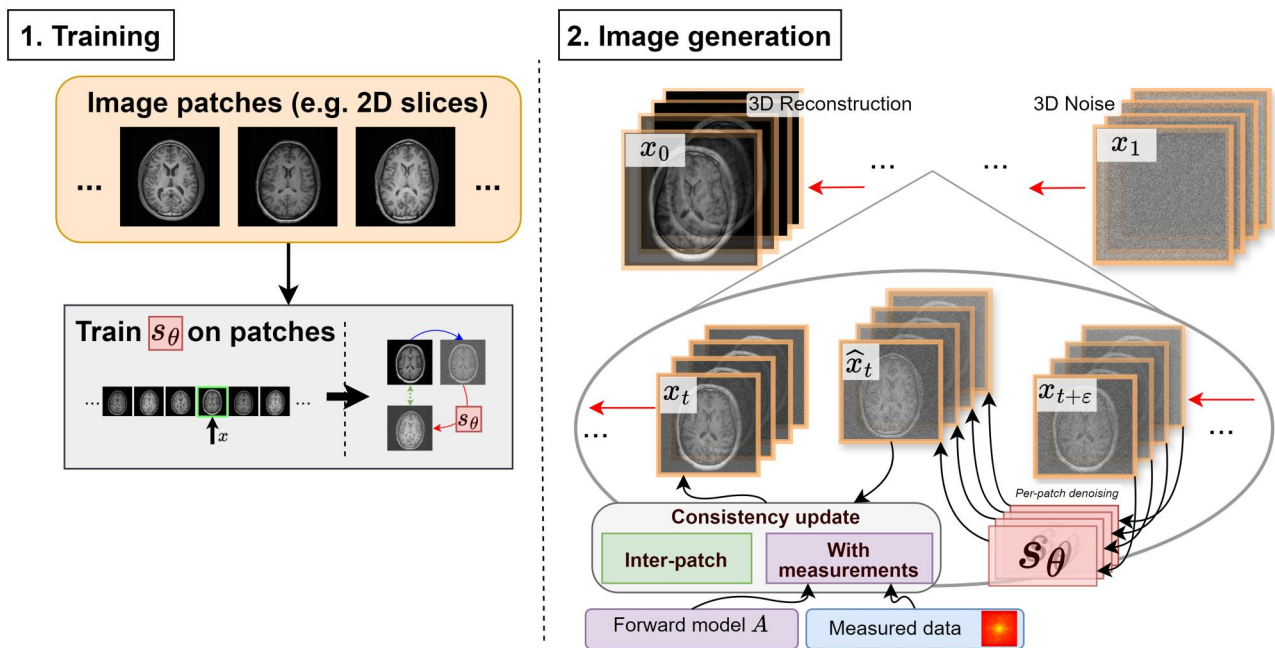 1. Training
Image patches (e.g. 2D slices)
... ...
Train sθ on patches
... ...
x
sθ
2. Image generation
3D Reconstruction
3D Noise
x0
... ...
x1
xt
x̂t
xt+ε
...
...
Per-patch denoising
sθ
Consistency update
Inter-patch
With
measurements
Forward model A
Measured data